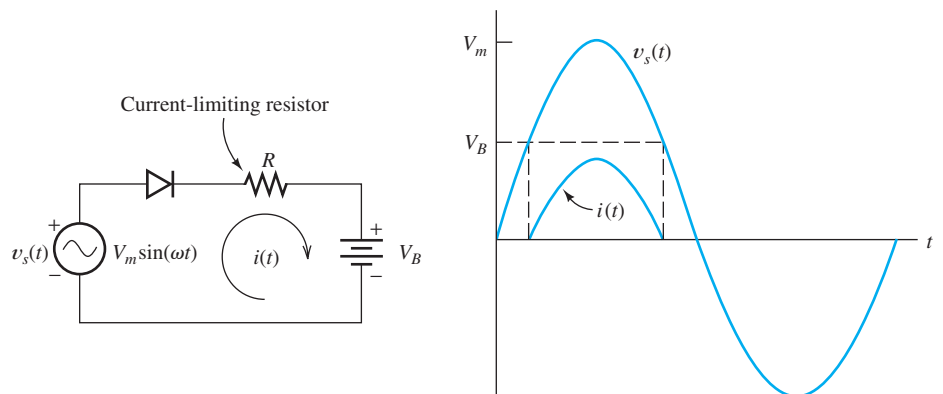 Current-limiting resistor
R
+
v_s(t)
−
V_m sin(ωt)
i(t)
+
V_B
−
V_m
v_s(t)
V_B
i(t)
t